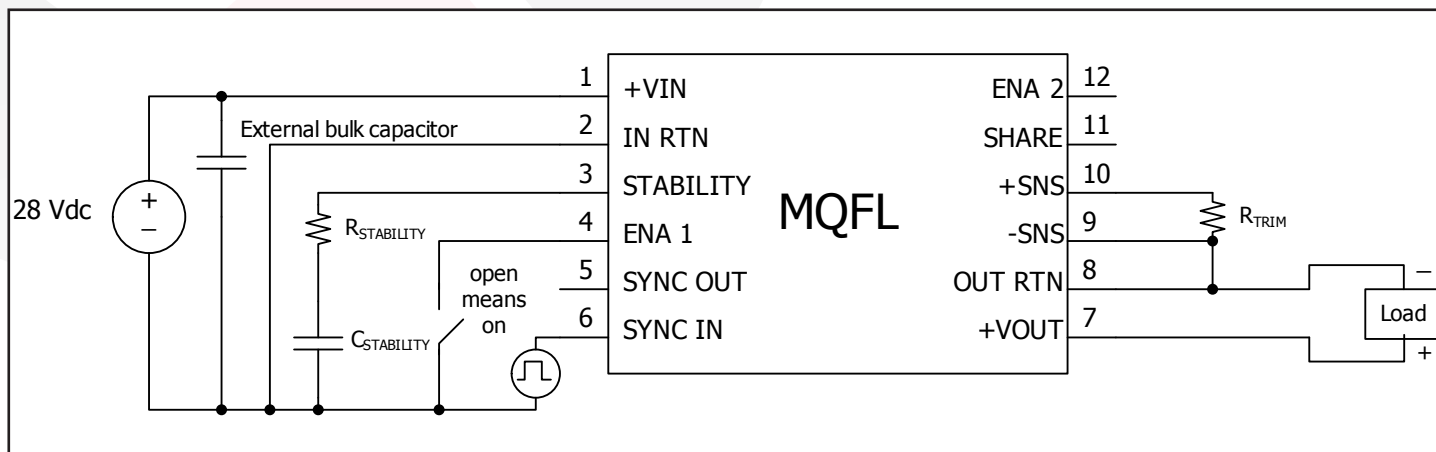 1
+VIN
ENA 2
12
External bulk capacitor
2
IN RTN
SHARE
11
3
STABILITY
+SNS
10
28 Vdc
+
−
RSTABILITY
MQFL
RTRIM
4
ENA 1
-SNS
9
5
SYNC OUT
OUT RTN
8
open
means
on
−
Load
+
6
SYNC IN
+VOUT
7
CSTABILITY